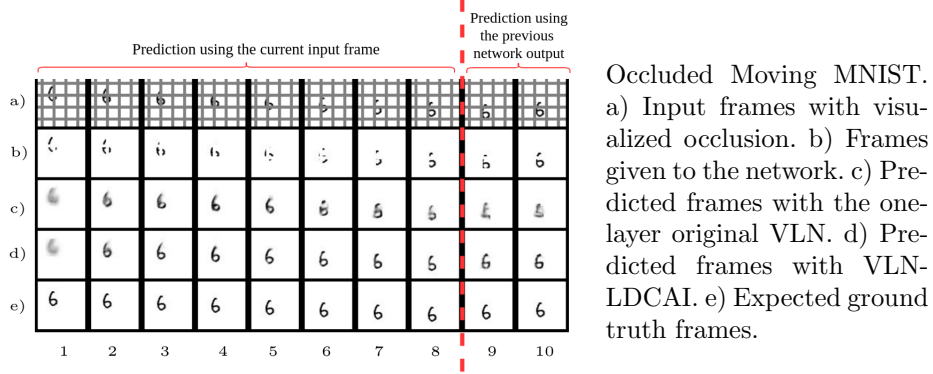 Prediction using the current input frame
Prediction using
the previous
network output
a)
b)
c)
d)
e)
1 2 3 4 5 6 7 8 9 10
Occluded Moving MNIST.
a) Input frames with visu-
alized occlusion. b) Frames
given to the network. c) Pre-
dicted frames with the one-
layer original VLN. d) Pre-
dicted frames with VLN-
LDCAI. e) Expected ground
truth frames.